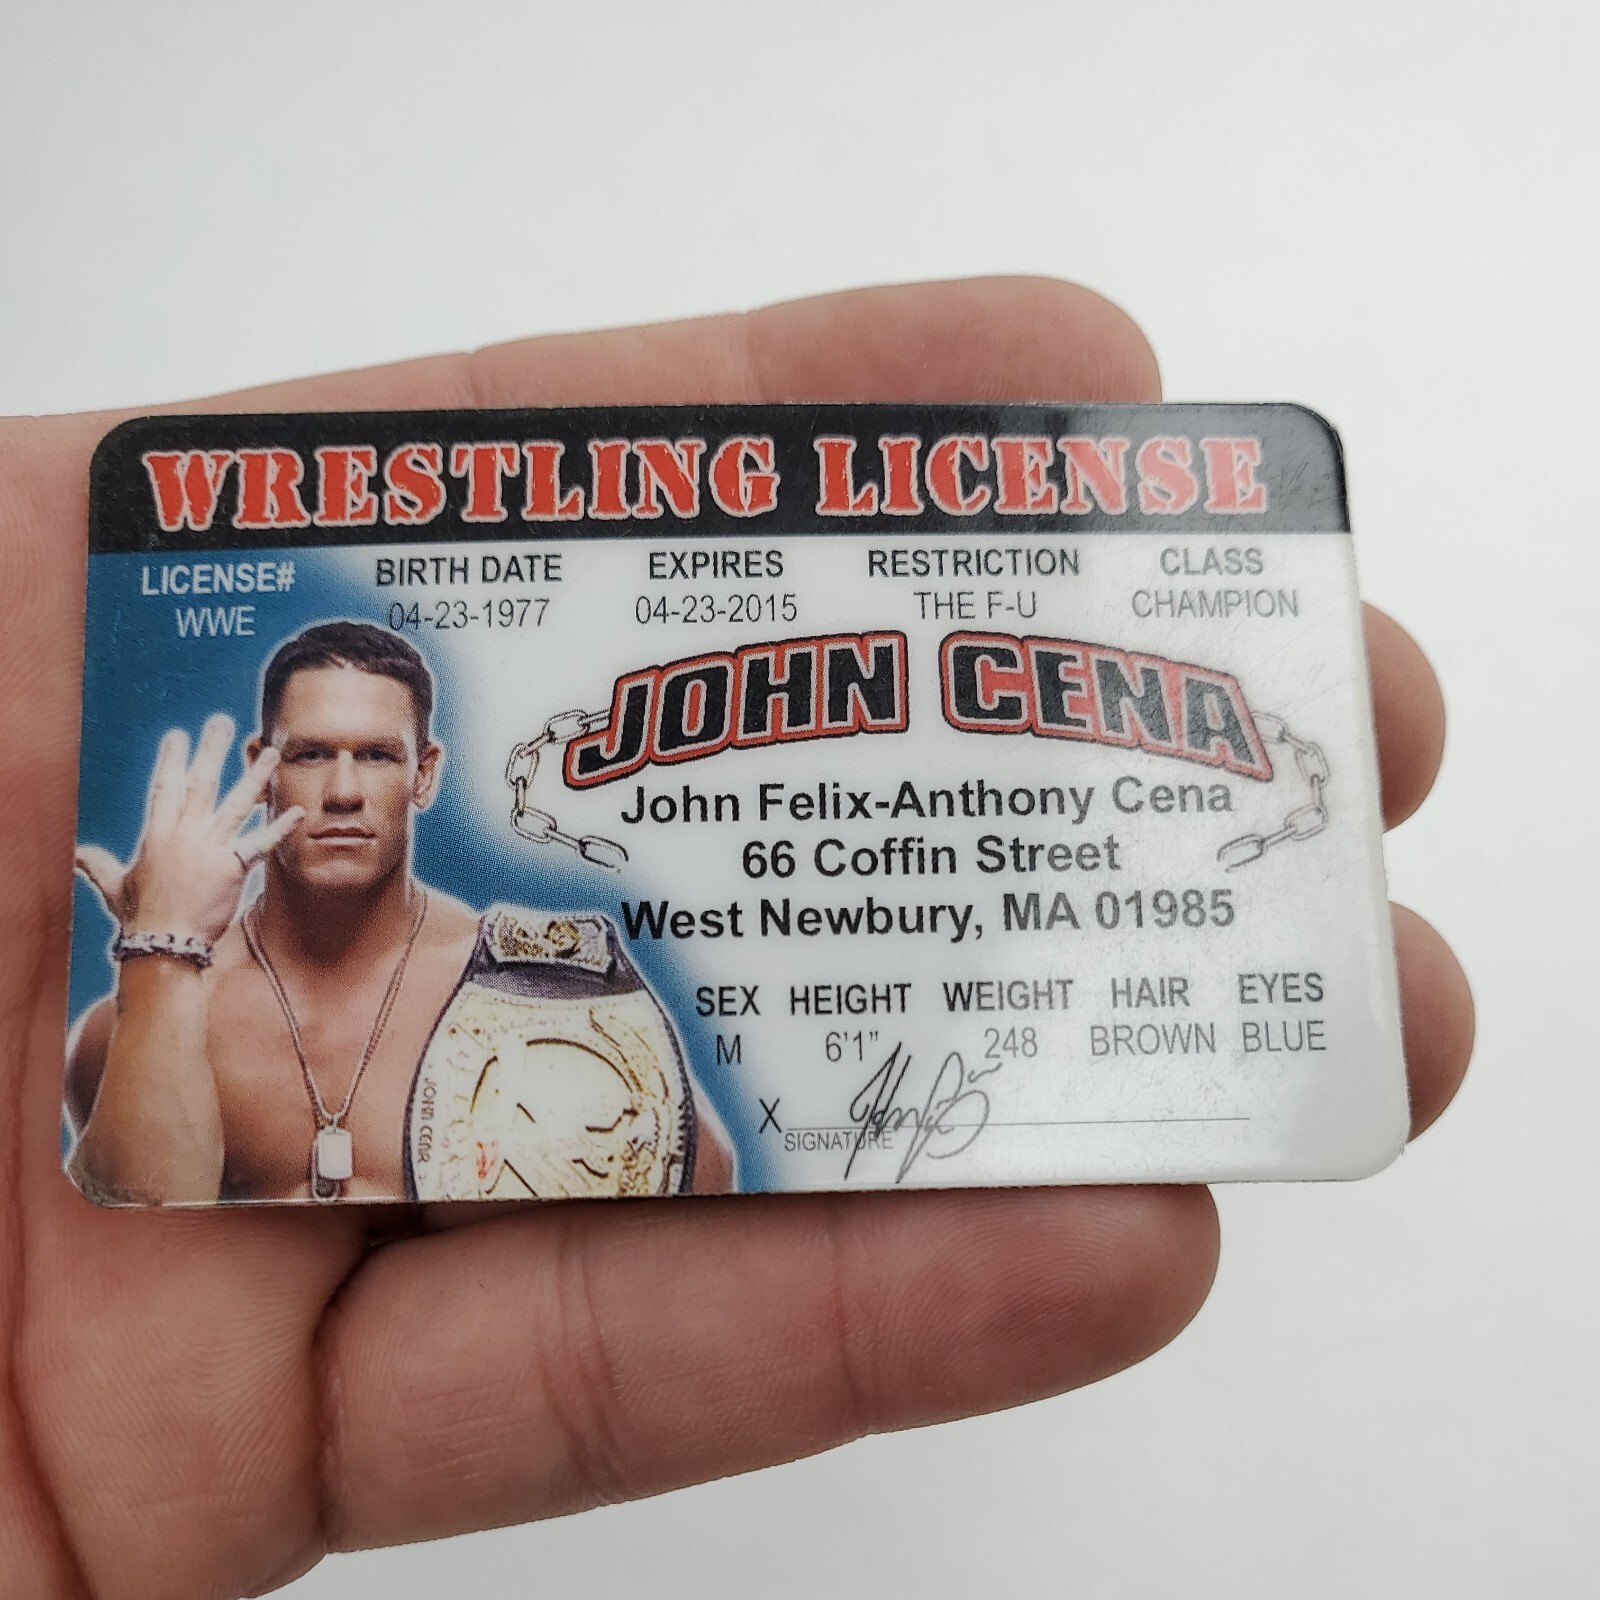 WRESTLING LICENSE
LICENSE# BIRTH DATE EXPIRES RESTRICTION CLASS
WWE 04-23-1977 04-23-2015 THE F-U CHAMPION
JOHN CENA
John Felix-Anthony Cena
66 Coffin Street
West Newbury, MA 01985
SEX HEIGHT WEIGHT HAIR EYES
M 6'1" 248 BROWN BLUE
X
SIGNATURE
JOHN CENA